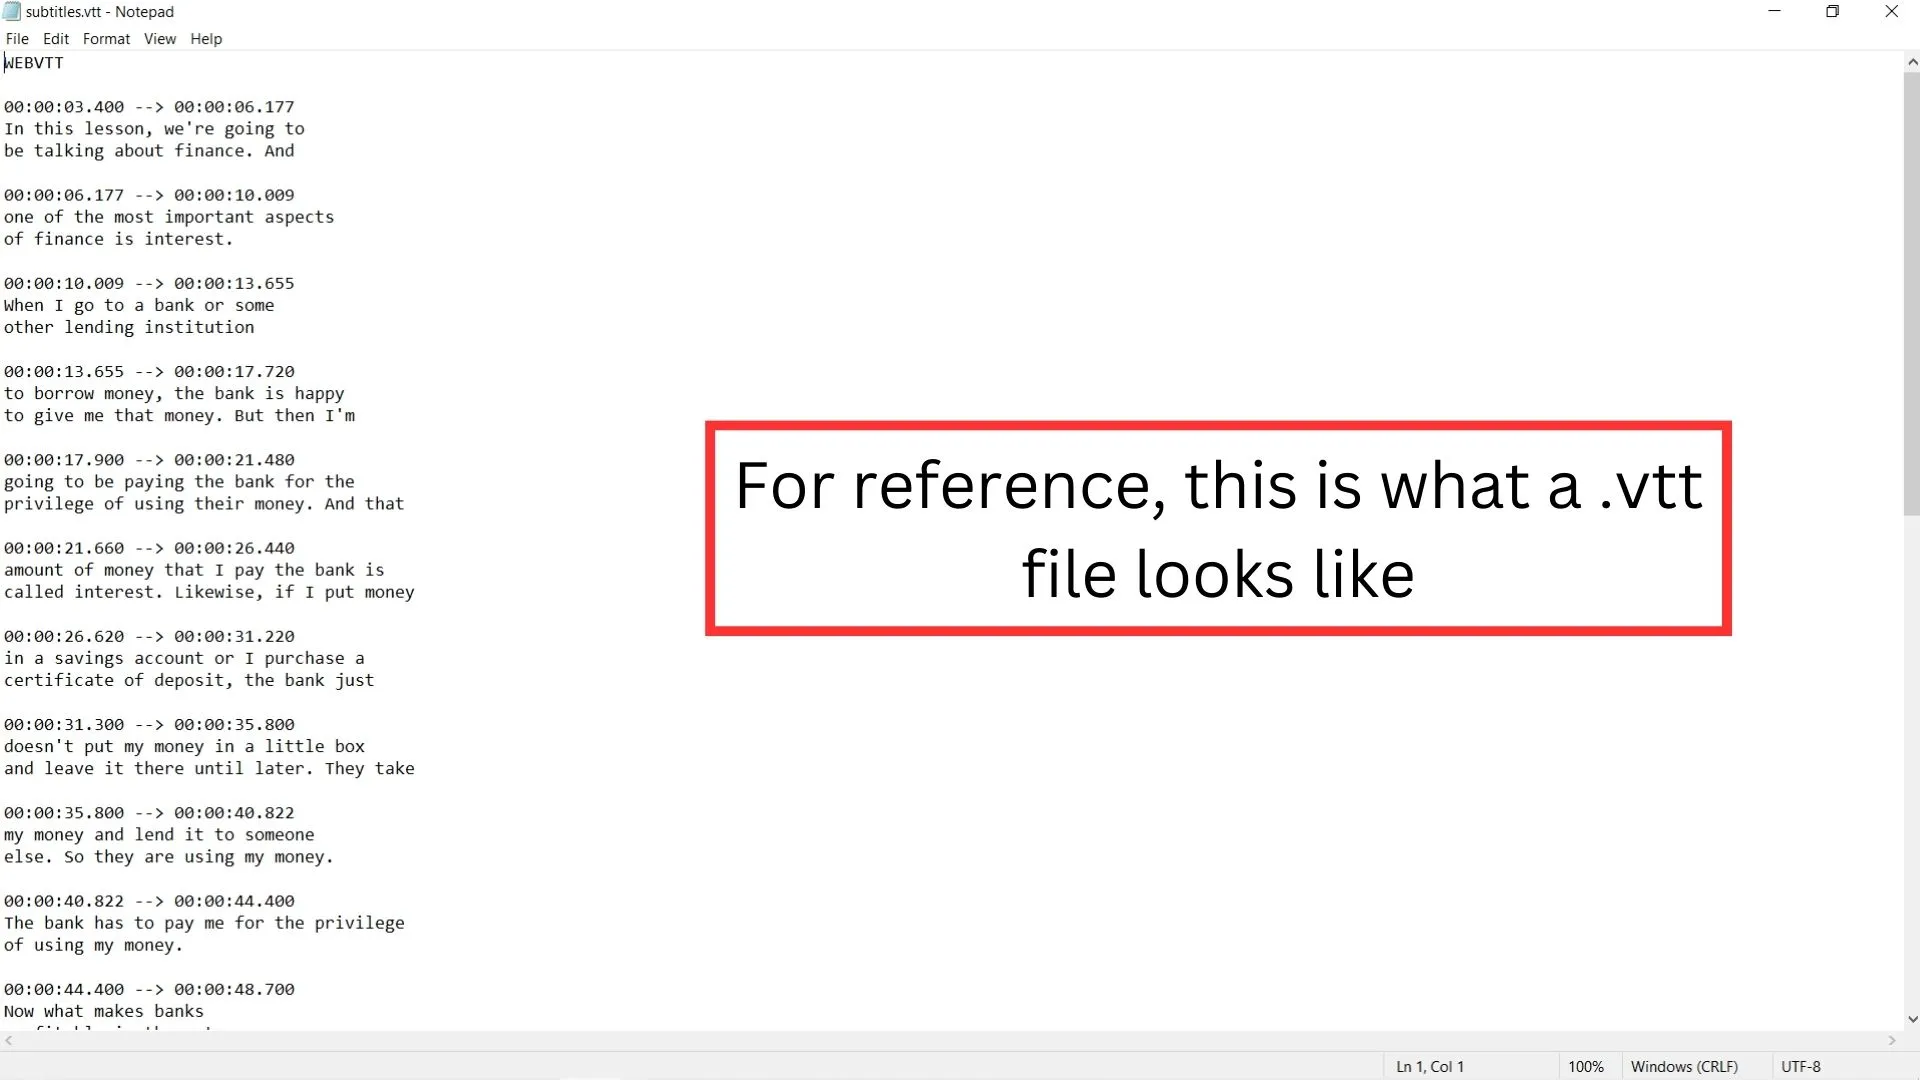 subtitles.vtt - Notepad
File Edit Format View Help
WEBVTT
00:00:03.400 --> 00:00:06.177
In this lesson, we're going to
be talking about finance. And
00:00:06.177 --> 00:00:10.009
one of the most important aspects
of finance is interest.
00:00:10.009 --> 00:00:13.655
When I go to a bank or some
other lending institution
00:00:13.655 --> 00:00:17.720
to borrow money, the bank is happy
to give me that money. But then I'm
00:00:17.900 --> 00:00:21.480
going to be paying the bank for the
privilege of using their money. And that
00:00:21.660 --> 00:00:26.440
amount of money that I pay the bank is
called interest. Likewise, if I put money
00:00:26.620 --> 00:00:31.220
in a savings account or I purchase a
certificate of deposit, the bank just
00:00:31.300 --> 00:00:35.800
doesn't put my money in a little box
and leave it there until later. They take
00:00:35.800 --> 00:00:40.822
my money and lend it to someone
else. So they are using my money.
00:00:40.822 --> 00:00:44.400
The bank has to pay me for the privilege
of using my money.
00:00:44.400 --> 00:00:48.700
Now what makes banks
For reference, this is what a .vtt
file looks like
Ln 1, Col 1 100% Windows (CRLF) UTF-8